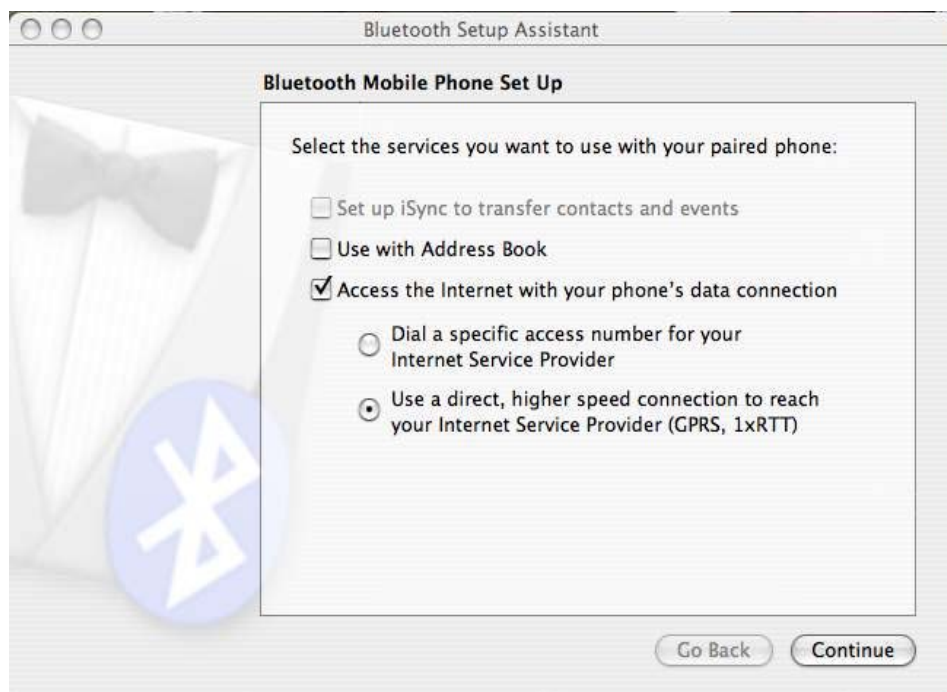 Bluetooth Setup Assistant
Bluetooth Mobile Phone Set Up
Select the services you want to use with your paired phone:
Set up iSync to transfer contacts and events
Use with Address Book
Access the Internet with your phone's data connection
Dial a specific access number for your
Internet Service Provider
Use a direct, higher speed connection to reach
your Internet Service Provider (GPRS, 1xRTT)
Go Back
Continue